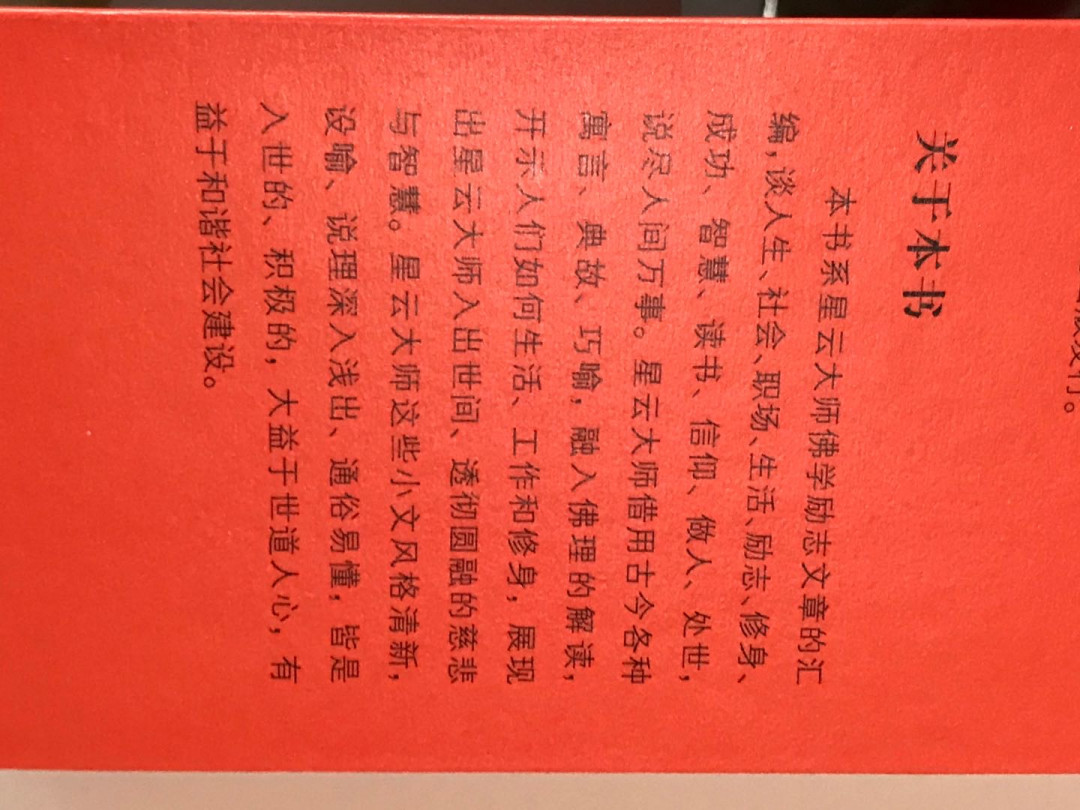 关于本书
本书系星云大师佛学励志文章的汇
编，谈人生、社会、职场、生活、励志、修身、
成功、智慧、读书、信仰、做人、处世，
说尽人间万事。星云大师借用古今各种
寓言、典故、巧喻，融入佛理的解读，
开示人们如何生活、工作和修身，展现
出星云大师入出世间、透彻圆融的慈悲
与智慧。星云大师这些小文风格清新，
设喻、说理深入浅出、通俗易懂，皆是
入世的、积极的，大益于世道人心，有
益于和谐社会建设。